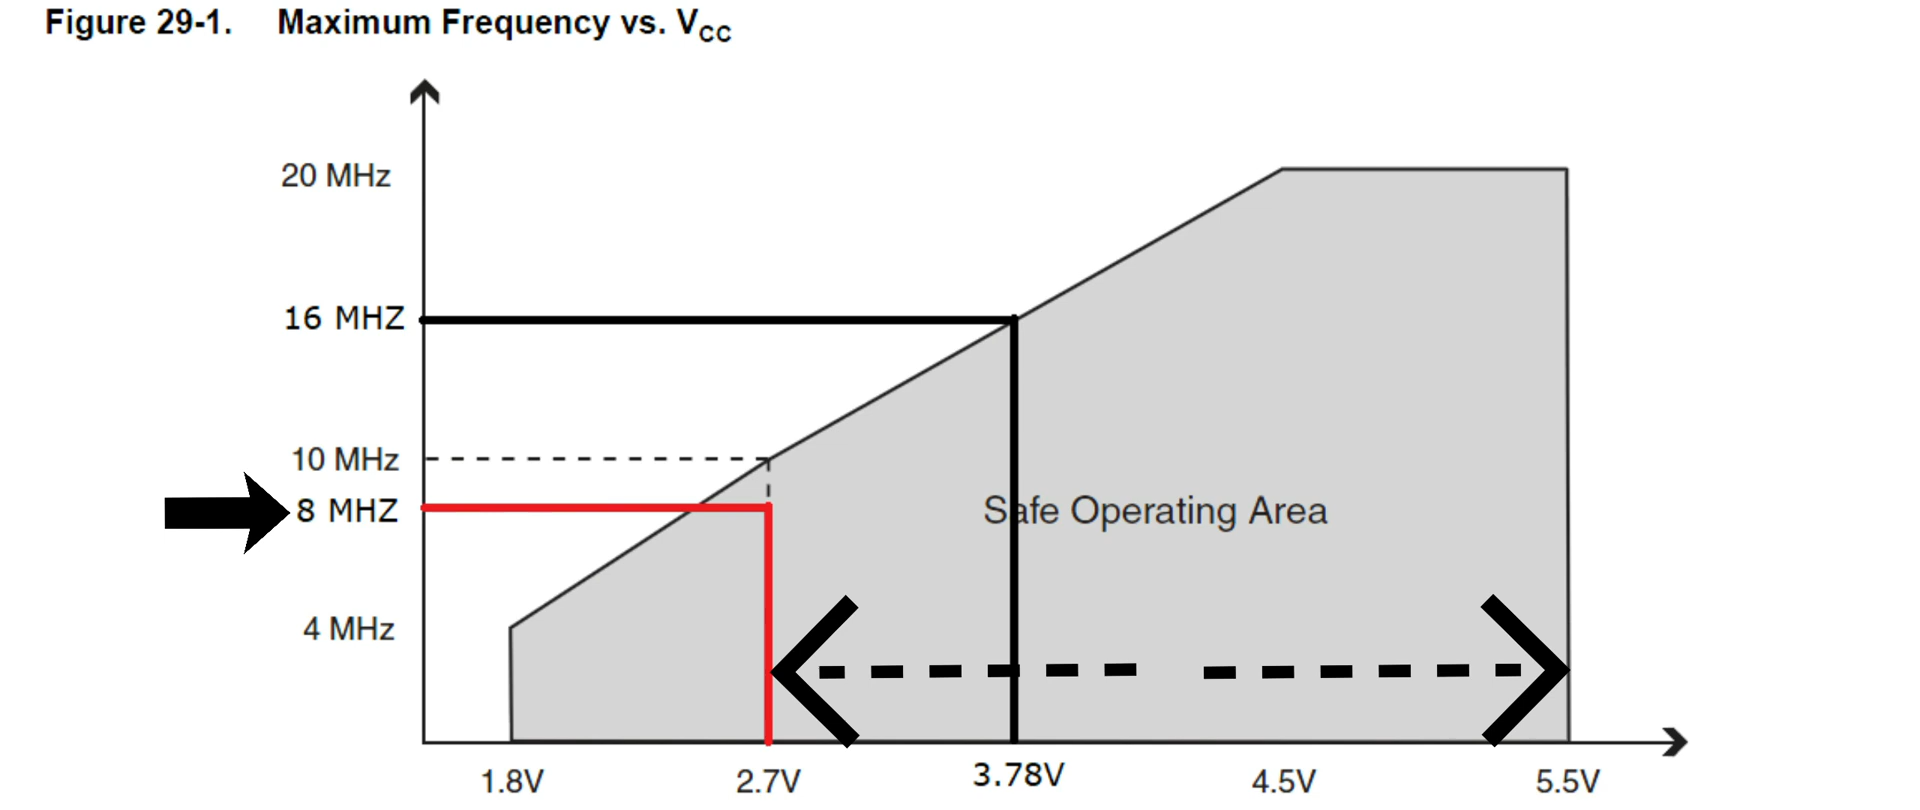 Figure 29-1. Maximum Frequency vs. VCC
20 MHz
16 MHZ
10 MHz
8 MHZ
Safe Operating Area
4 MHz
1.8V 2.7V 3.78V 4.5V 5.5V